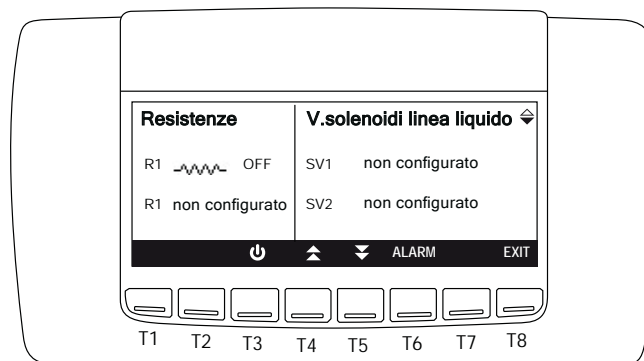 Resistenze
R1 OFF
R1 non configurato
V.solenoidi linea liquido
SV1 non configurato
SV2 non configurato
ALARM EXIT
T1 T2 T3 T4 T5 T6 T7 T8